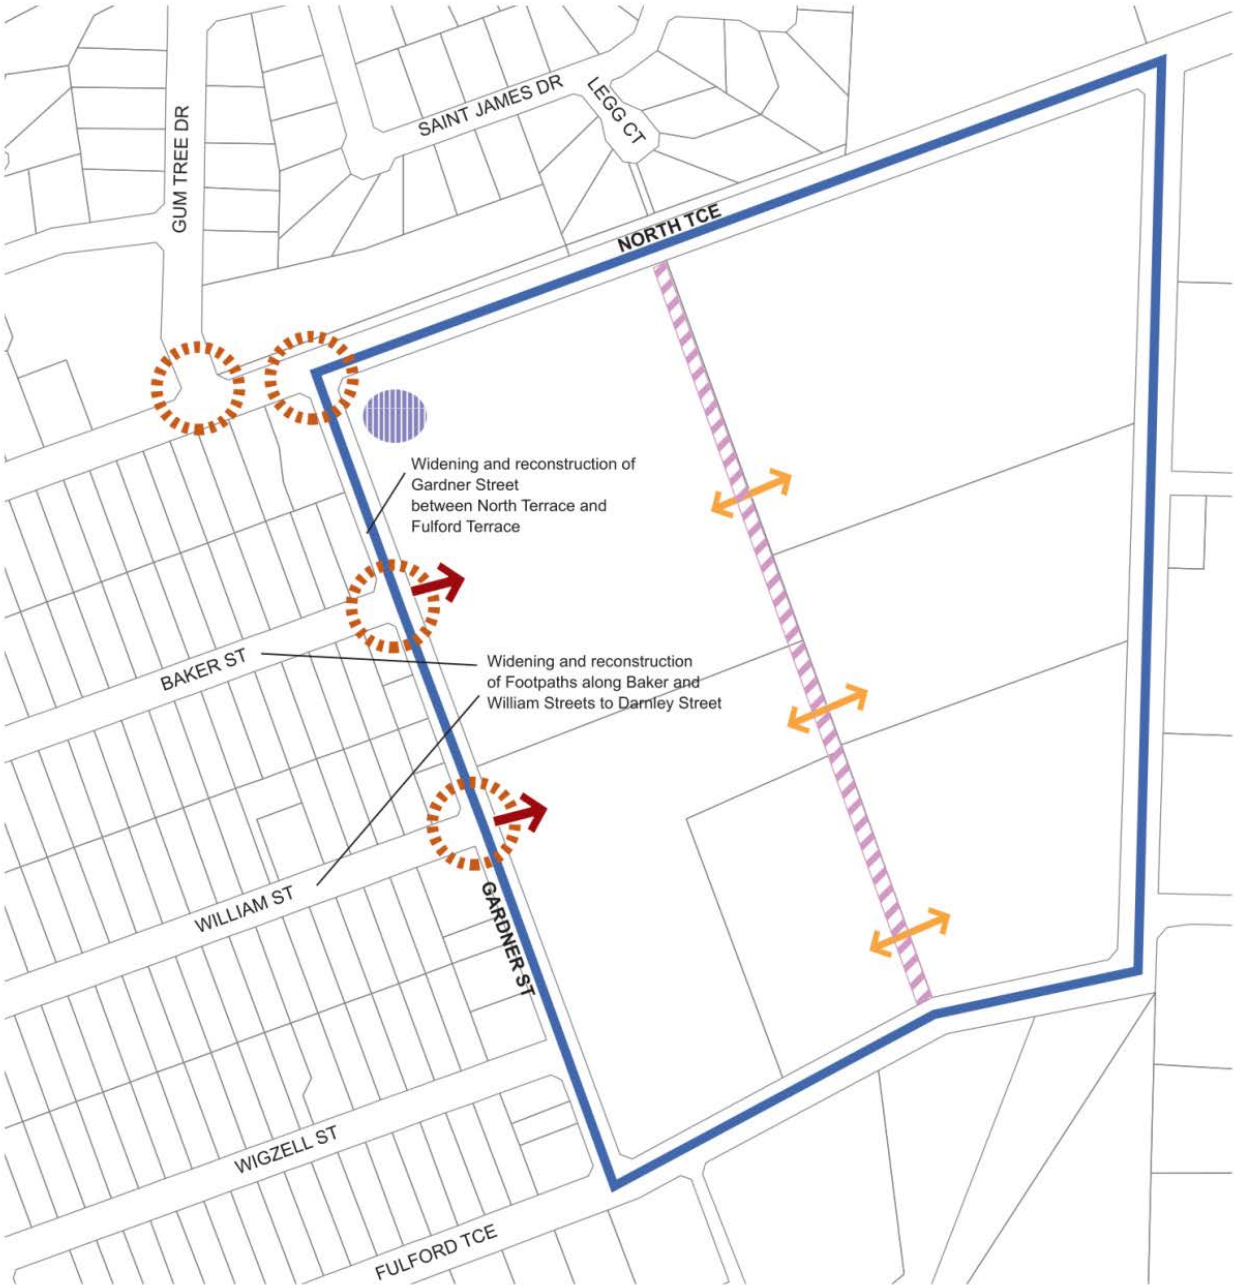 SAINT JAMES DR
LEGG CT
GUM TREE DR
NORTH TCE
Widening and reconstruction of
Gardner Street
between North Terrace and
Fulford Terrace
BAKER ST
Widening and reconstruction
of Footpaths along Baker and
William Streets to Darnley Street
WILLIAM ST
GARDNER ST
WIGZELL ST
FULFORD TCE